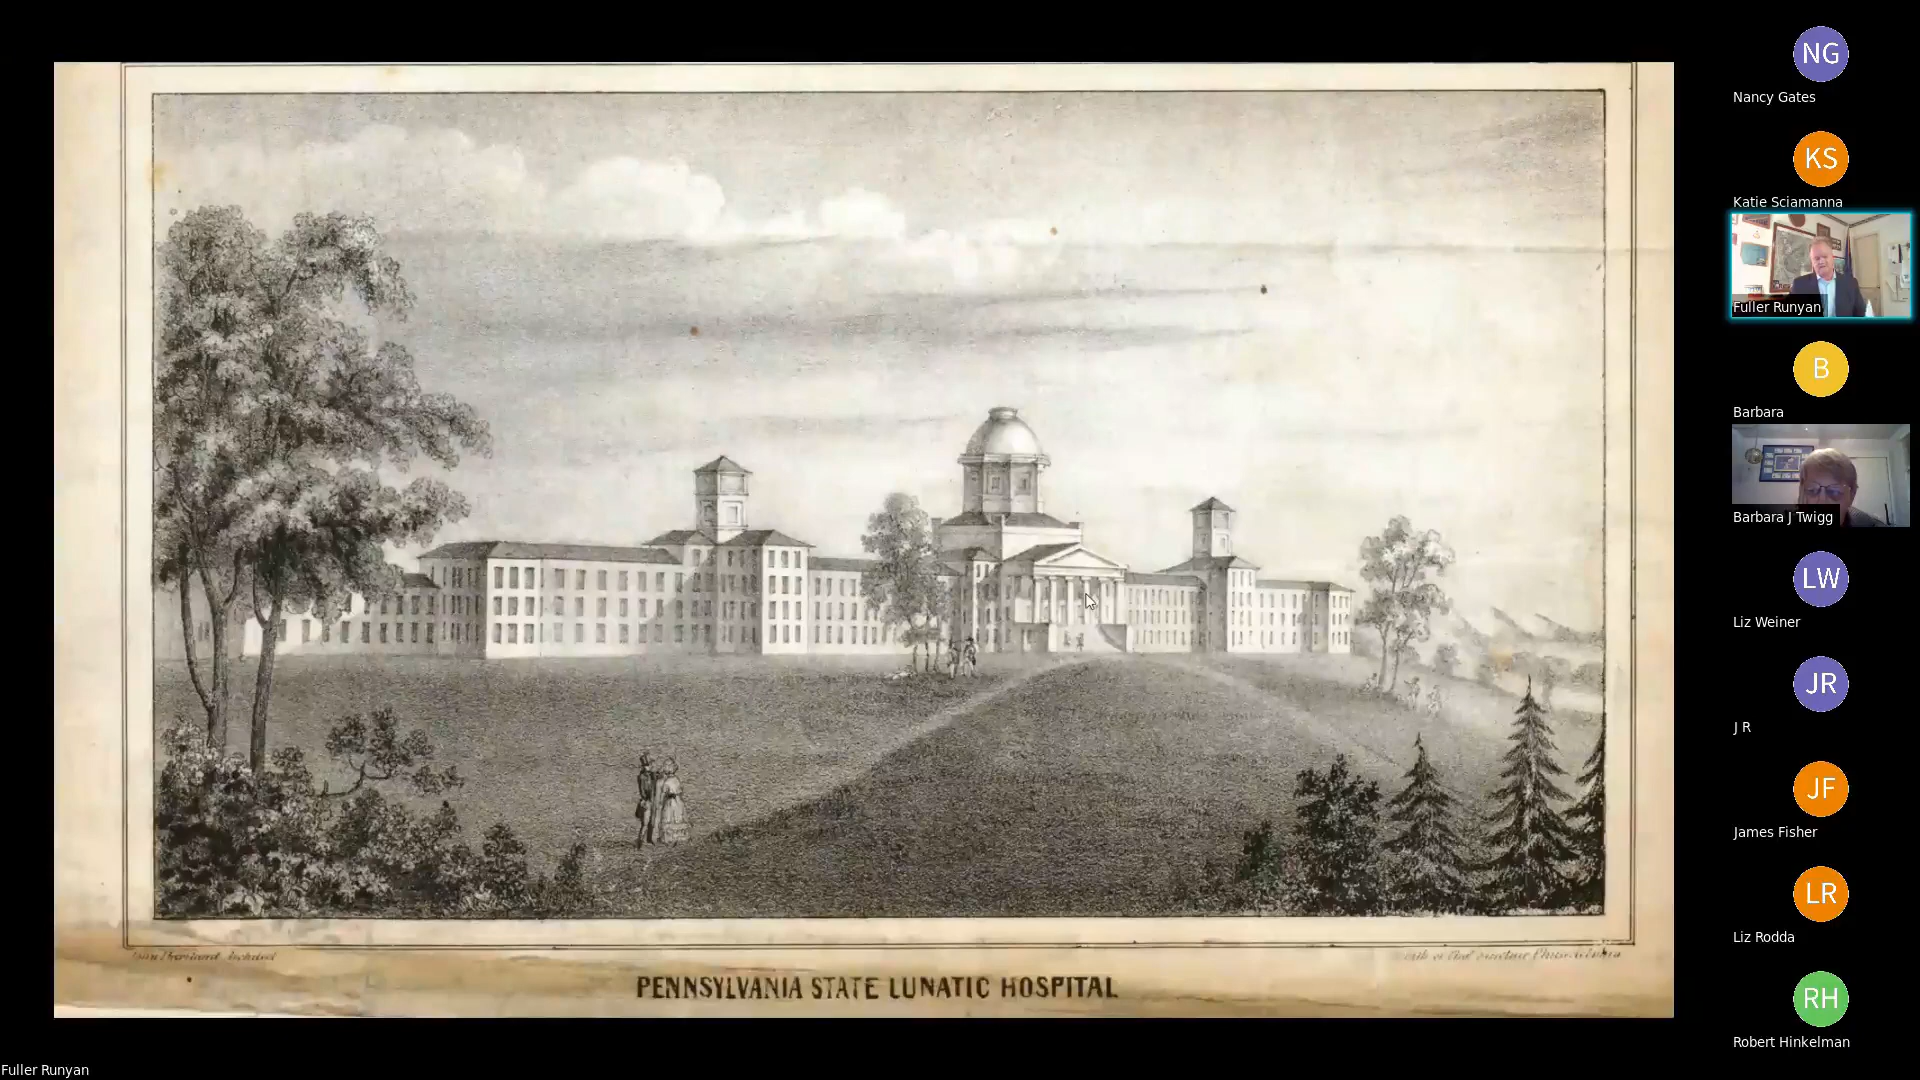 PENNSYLVANIA STATE LUNATIC HOSPITAL
NG
Nancy Gates
KS
Katie Sciamanna
Fuller Runyan
B
Barbara
Barbara J Twigg
LW
Liz Weiner
JR
J R
JF
James Fisher
LR
Liz Rodda
RH
Robert Hinkelman
Fuller Runyan